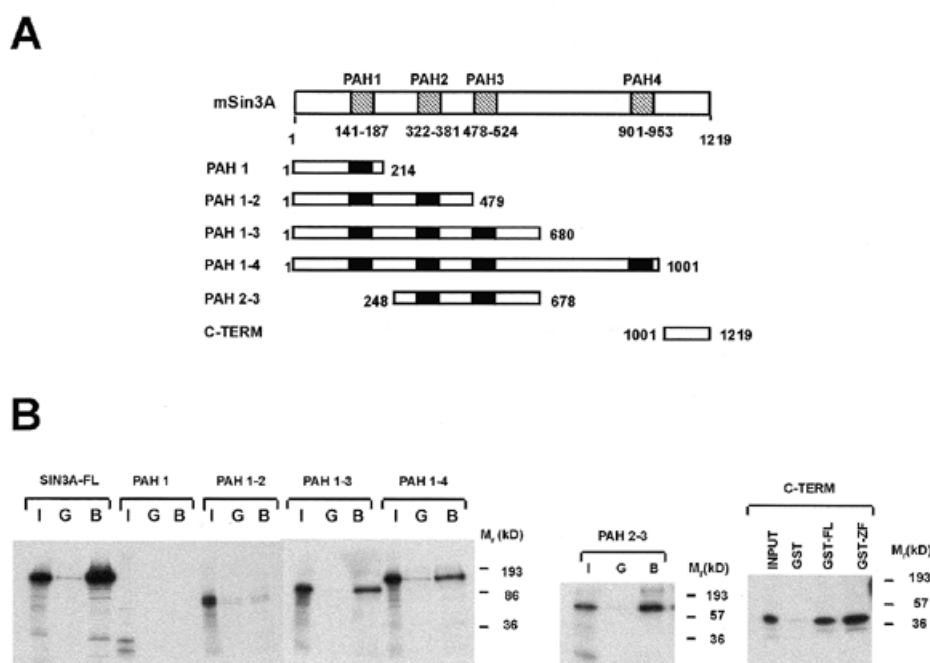 A
PAH1 PAH2 PAH3 PAH4
mSin3A
141-187 322-381 478-524 901-953
1 1219
PAH 1 1 214
PAH 1-2 1 479
PAH 1-3 1 680
PAH 1-4 1 1001
PAH 2-3 248 678
C-TERM 1001 1219
B
SIN3A-FL PAH 1 PAH 1-2 PAH 1-3 PAH 1-4
I G B I G B I G B I G B I G B
Mr (kD)
193
86
36
PAH 2-3
I G B
Mr(kD)
193
57
36
C-TERM
INPUT GST GST-FL GST-ZF
Mr(kD)
193
57
36